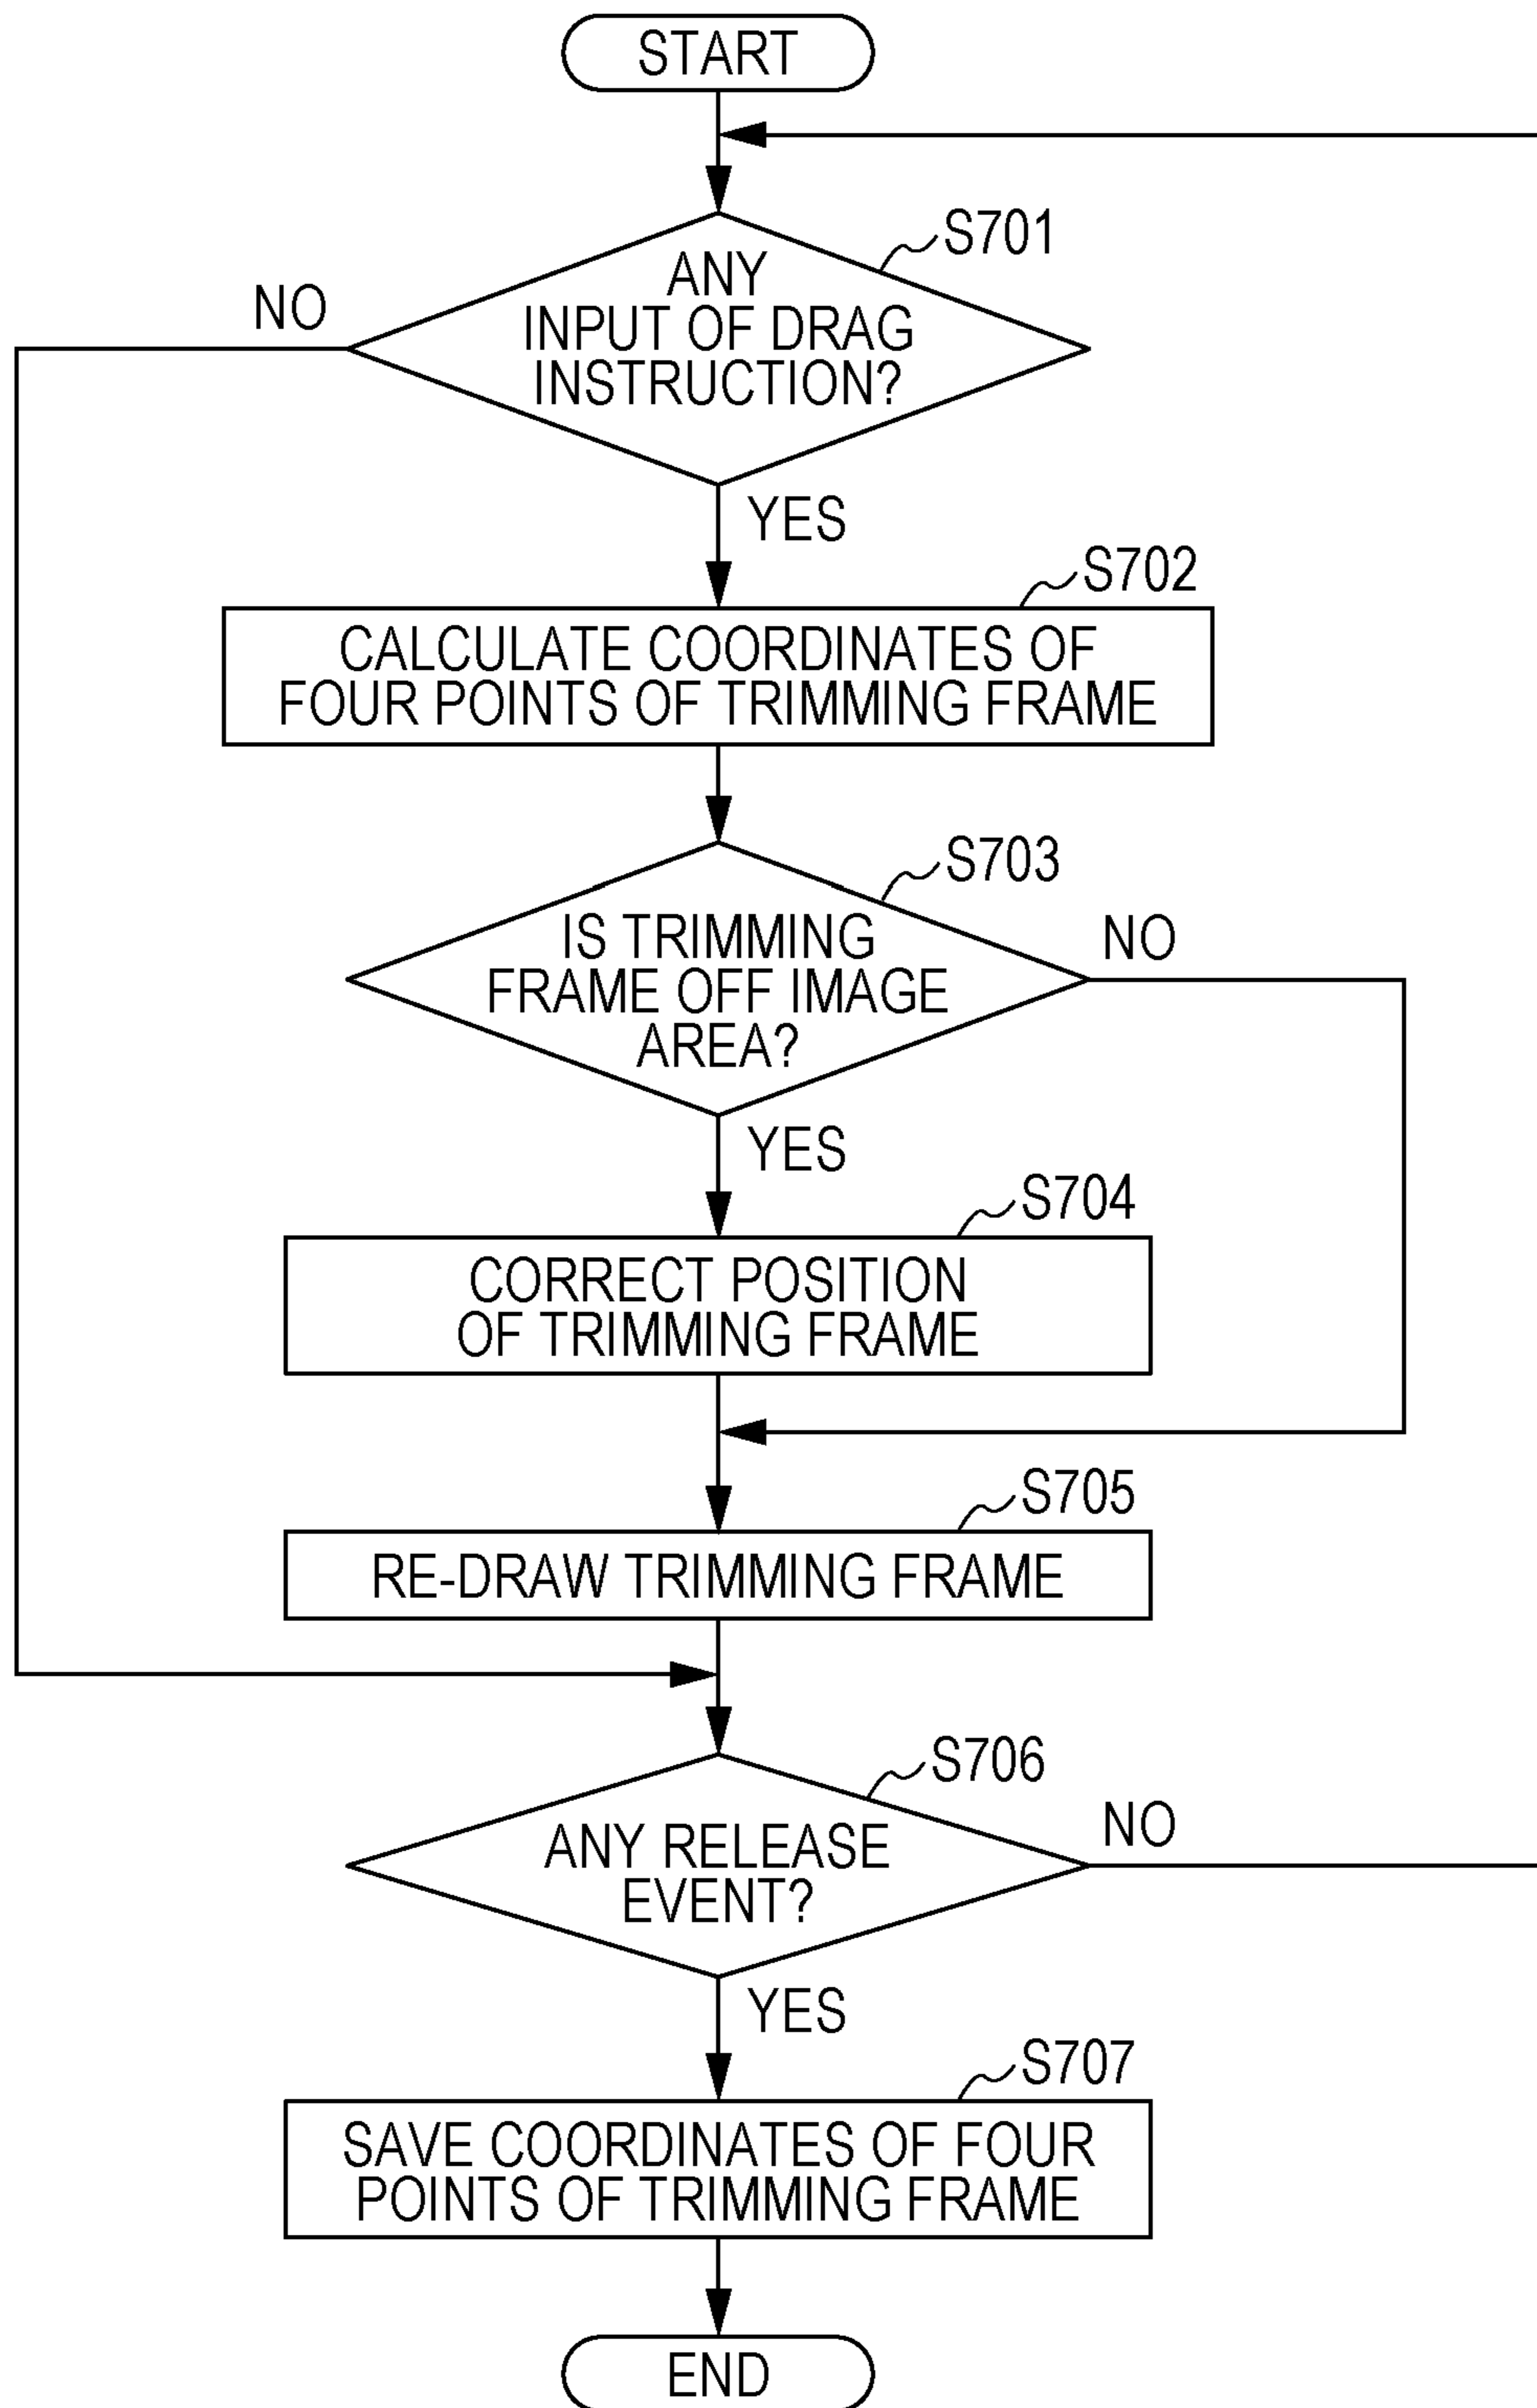 START
S701
ANY
INPUT OF DRAG
INSTRUCTION?
NO
YES
S702
CALCULATE COORDINATES OF
FOUR POINTS OF TRIMMING FRAME
S703
IS TRIMMING
FRAME OFF IMAGE
AREA?
NO
YES
S704
CORRECT POSITION
OF TRIMMING FRAME
S705
RE-DRAW TRIMMING FRAME
S706
ANY RELEASE
EVENT?
NO
YES
S707
SAVE COORDINATES OF FOUR
POINTS OF TRIMMING FRAME
END